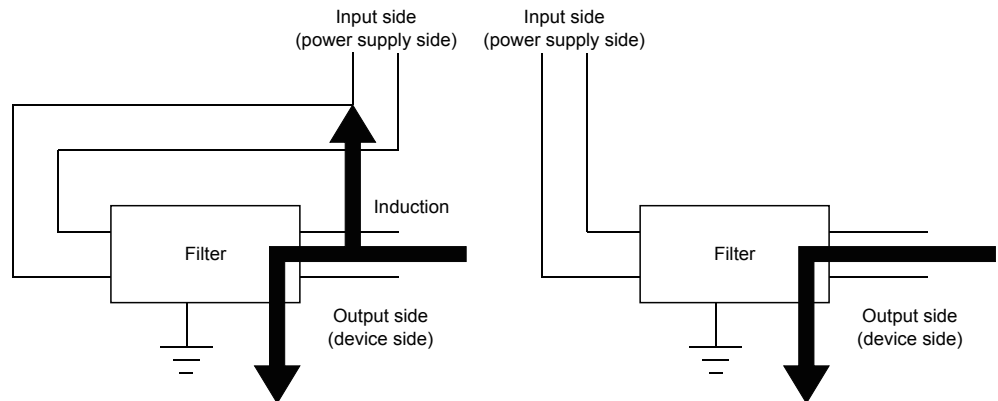 Input side
(power supply side)
Induction
Filter
Output side
(device side)
Input side
(power supply side)
Filter
Output side
(device side)